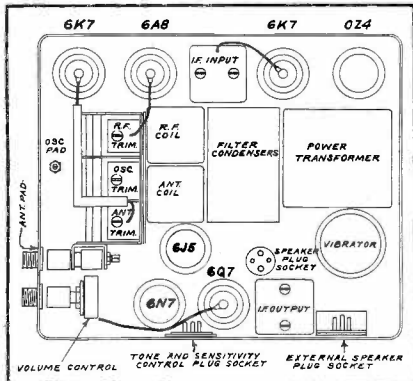 6K7 6A8 6K7 OZ4
I.F. INPUT
R.F.
TRIM.
R.F.
COIL
FILTER
CONDENSERS
POWER
TRANSFORMER
OSC
PAD
OSC.
TRIM.
ANT.
TRIM.
ANT.
COIL
ANT. PAD
6J5
SPEAKER
PLUG
SOCKET
VIBRATOR
6N7
6Q7
I.F. OUTPUT
VOLUME CONTROL
TONE AND SENSITIVITY
CONTROL PLUG SOCKET
EXTERNAL SPEAKER
PLUG SOCKET